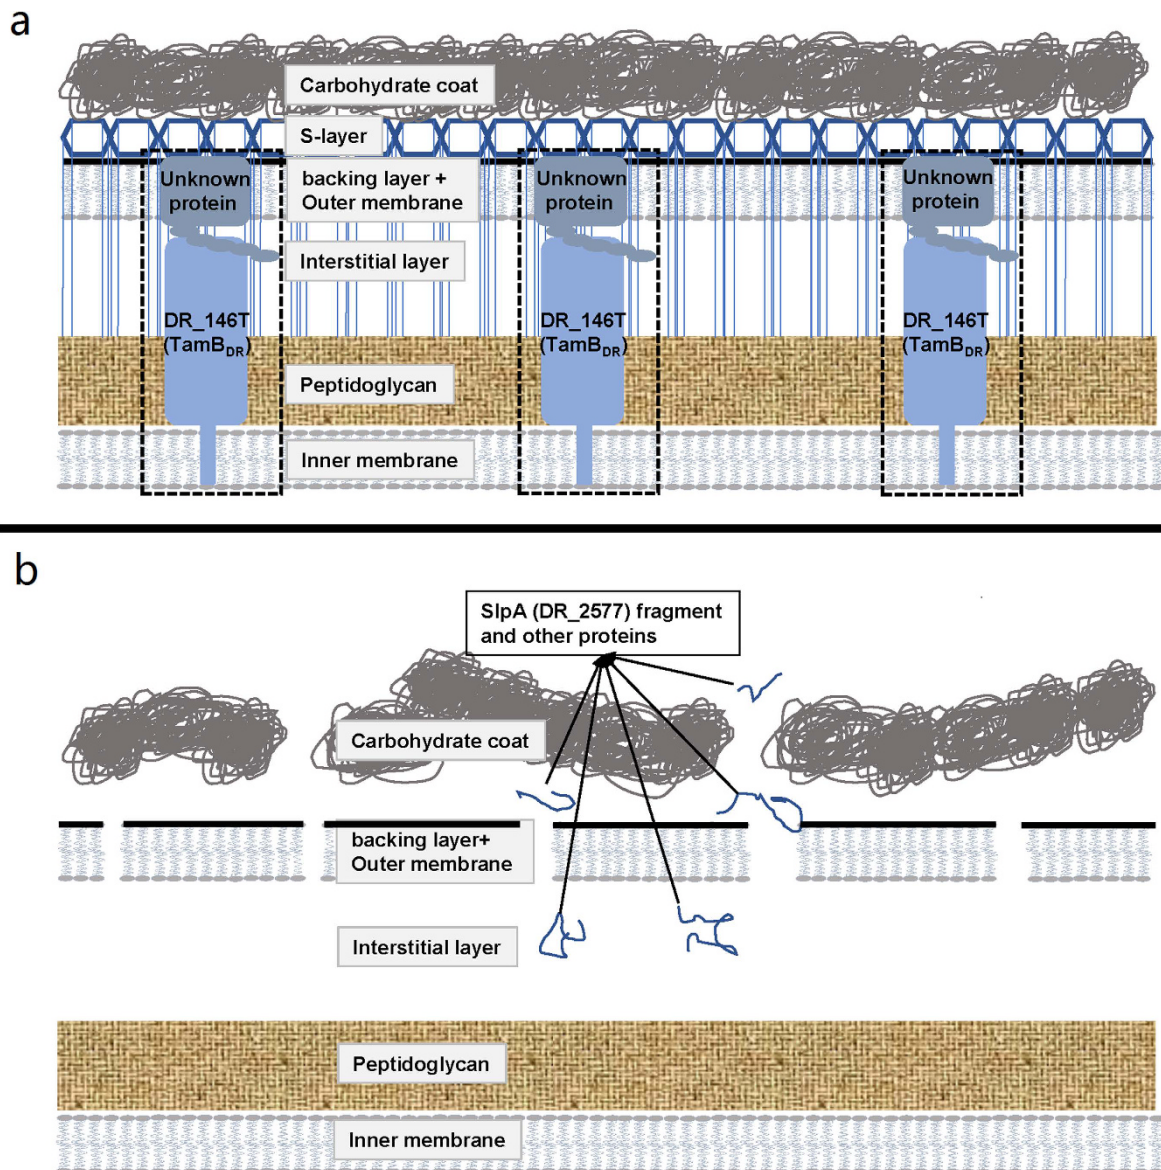 a
Carbohydrate coat
S-layer
backing layer +
Outer membrane
Unknown
protein
Unknown
protein
Unknown
protein
Interstitial layer
DR_146T
(TamBDR)
DR_146T
(TamBDR)
DR_146T
(TamBDR)
Peptidoglycan
Inner membrane
b
SlpA (DR_2577) fragment
and other proteins
Carbohydrate coat
backing layer+
Outer membrane
Interstitial layer
Peptidoglycan
Inner membrane